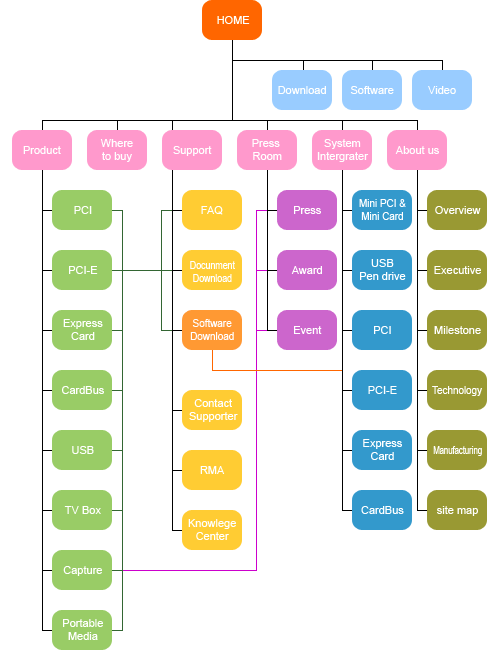 HOME
Download
Software
Video
Product
Where
to buy
Support
Press
Room
System
Intergrater
About us
PCI
PCI-E
Express
Card
CardBus
USB
TV Box
Capture
Portable
Media
FAQ
Docunment
Download
Software
Download
Contact
Supporter
RMA
Knowlege
Center
Press
Award
Event
Mini PCI &
Mini Card
USB
Pen drive
PCI
PCI-E
Express
Card
CardBus
Overview
Executive
Milestone
Technology
Manufacturing
site map